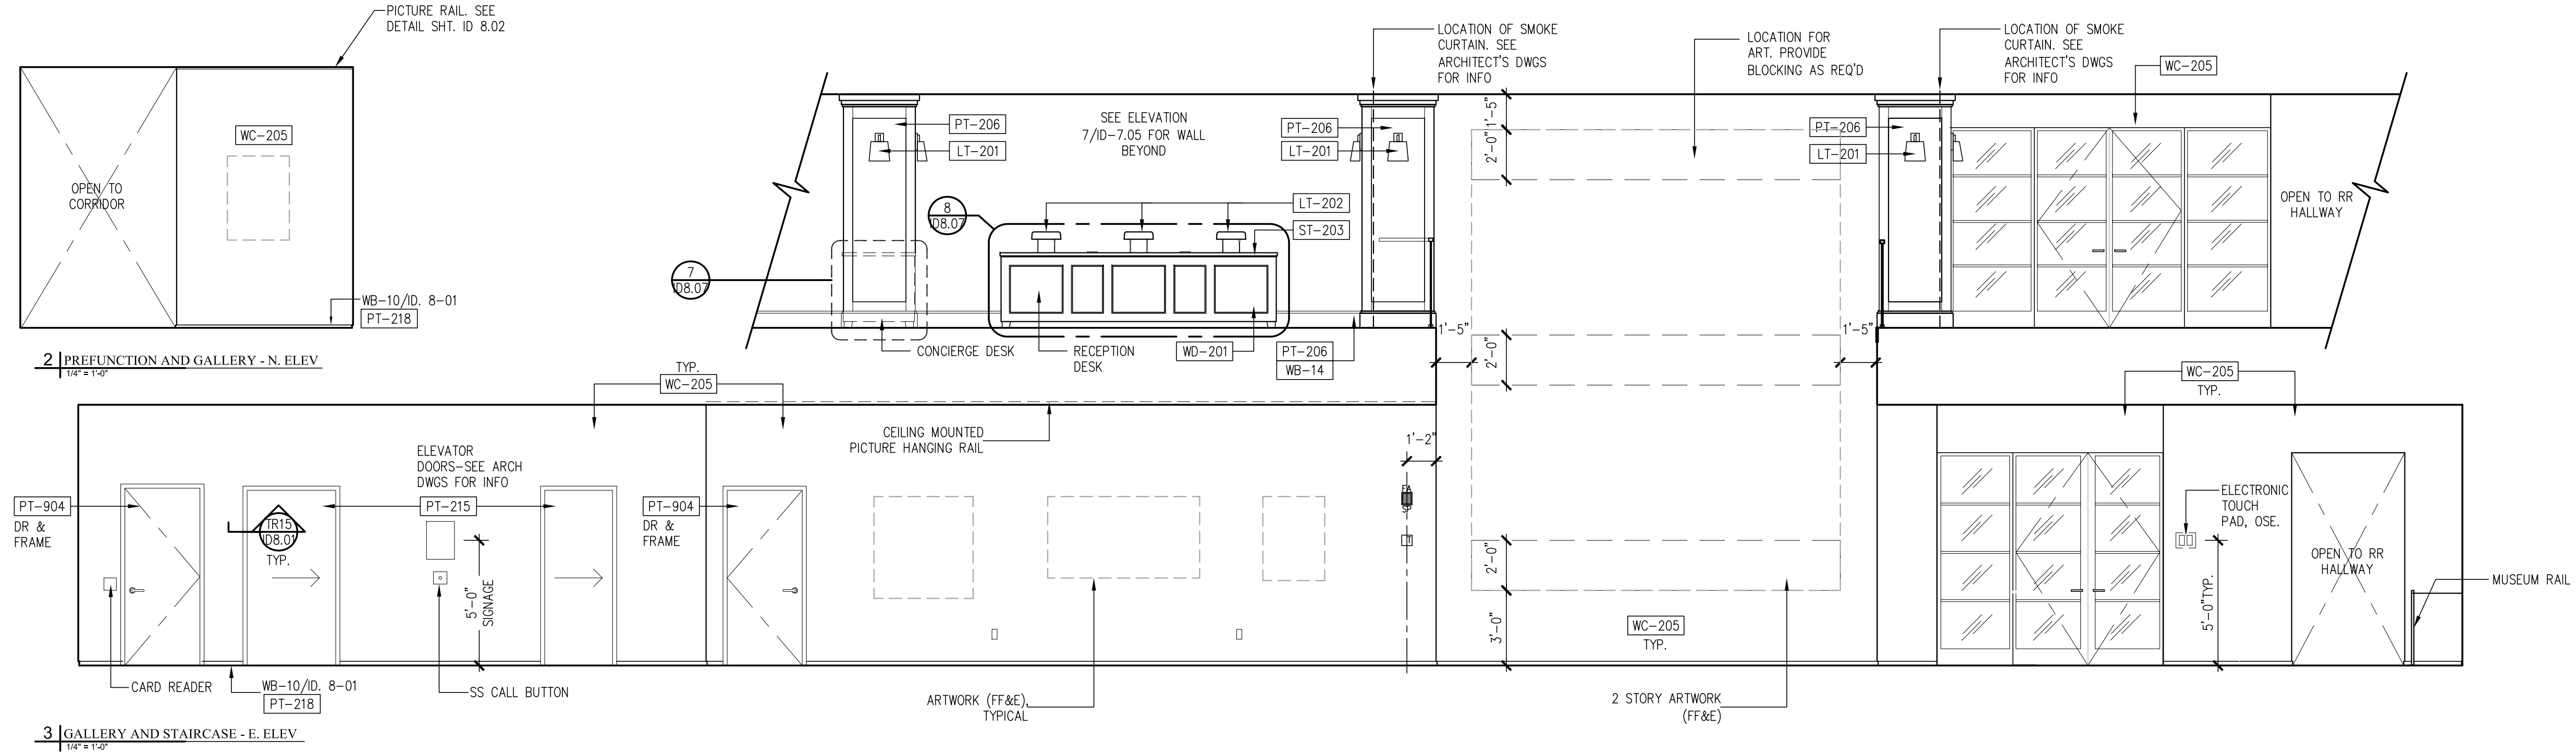 PICTURE RAIL. SEE
DETAIL SHT. ID 8.02
WC-205
OPEN TO
CORRIDOR
WB-10/ID. 8-01
PT-218
2 PREFUNCTION AND GALLERY - N. ELEV
1/4" = 1'-0"
LOCATION OF SMOKE
CURTAIN. SEE
ARCHITECT'S DWGS
FOR INFO
LOCATION FOR
ART. PROVIDE
BLOCKING AS REQ'D
LOCATION OF SMOKE
CURTAIN. SEE
ARCHITECT'S DWGS
FOR INFO
WC-205
PT-206
LT-201
SEE ELEVATION
7/ID-7.05 FOR WALL
BEYOND
PT-206
LT-201
1'-5"
2'-0"
PT-206
LT-201
OPEN TO RR
HALLWAY
8
ID8.07
LT-202
ST-203
7
ID8.07
CONCIERGE DESK
RECEPTION
DESK
WD-201
PT-206
WB-14
1'-5"
2'-0"
1'-5"
TYP.
WC-205
WC-205
TYP.
CEILING MOUNTED
PICTURE HANGING RAIL
1'-2"
ELEVATOR
DOORS-SEE ARCH
DWGS FOR INFO
PT-904
DR &
FRAME
TR15
ID8.01
TYP.
PT-215
5'-0"
SIGNAGE
PT-904
DR &
FRAME
FA
2'-0"
3'-0"
WC-205
TYP.
ELECTRONIC
TOUCH
PAD, OSE.
5'-0"TYP.
OPEN TO RR
HALLWAY
MUSEUM RAIL
CARD READER
WB-10/ID. 8-01
PT-218
SS CALL BUTTON
ARTWORK (FF&E),
TYPICAL
2 STORY ARTWORK
(FF&E)
3 GALLERY AND STAIRCASE - E. ELEV
1/4" = 1'-0"